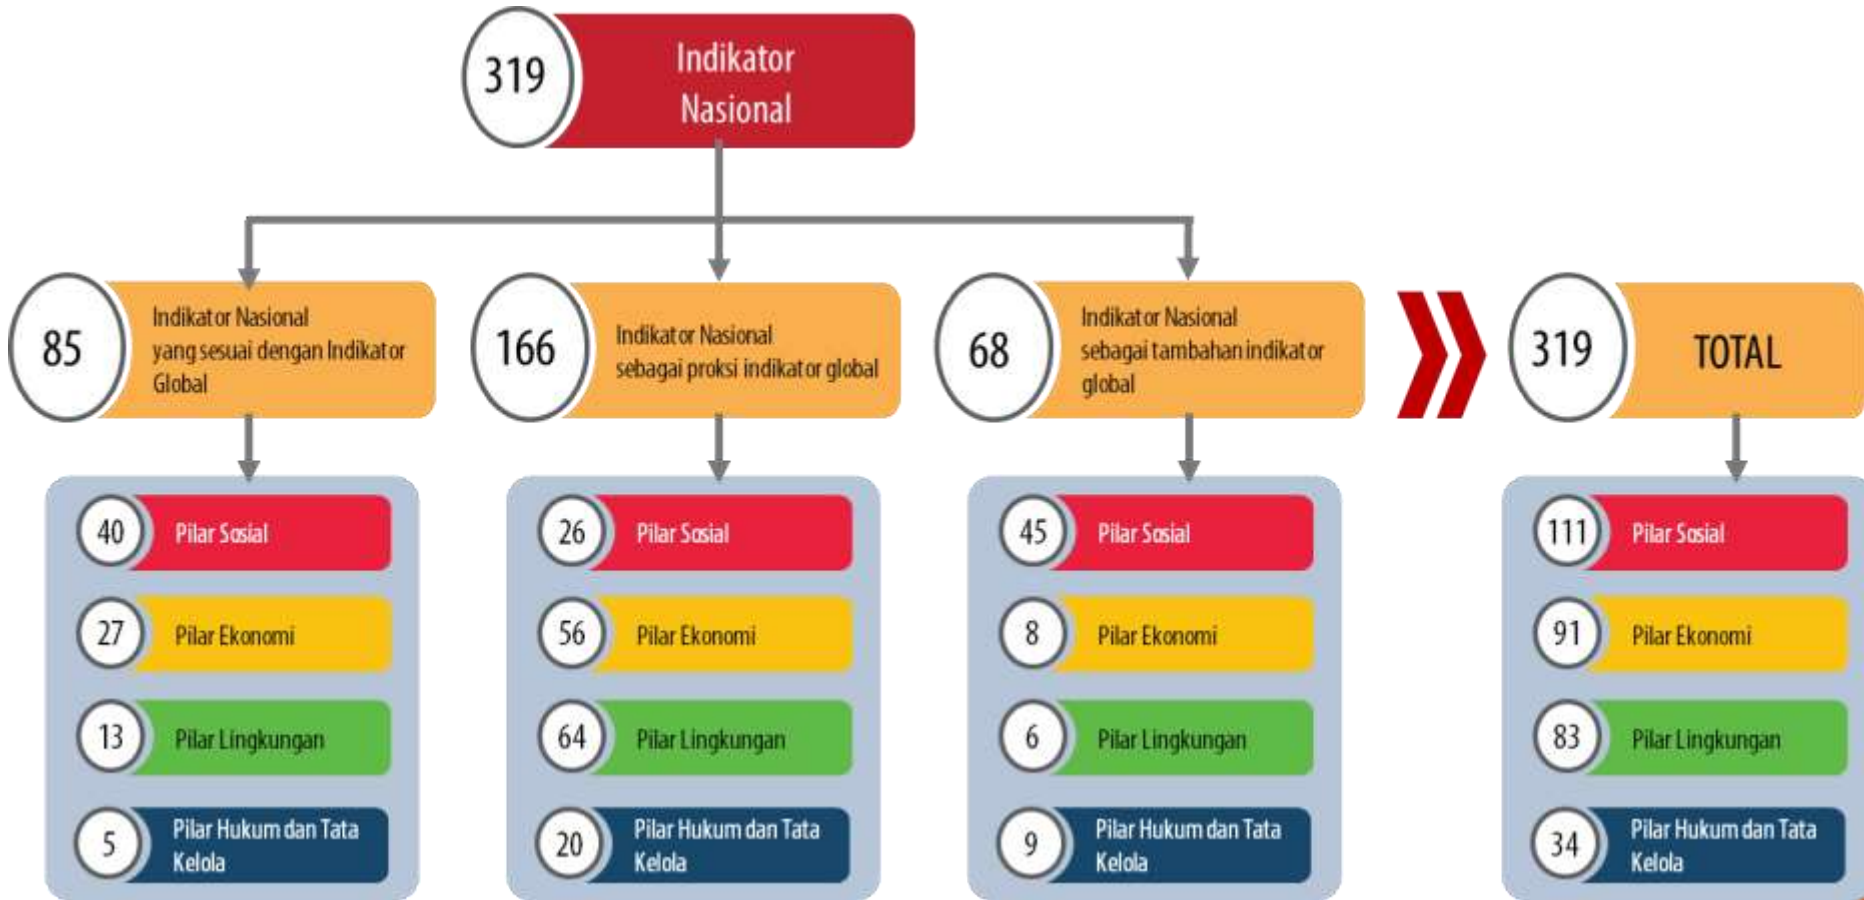 319
Indikator
Nasional
85
Indikator Nasional
yang sesuai dengan Indikator
Global
166
Indikator Nasional
sebagai proksi indikator global
68
Indikator Nasional
sebagai tambahan indikator
global
319
TOTAL
40
Pilar Sosial
27
Pilar Ekonomi
13
Pilar Lingkungan
5
Pilar Hukum dan Tata
Kelola
26
Pilar Sosial
56
Pilar Ekonomi
64
Pilar Lingkungan
20
Pilar Hukum dan Tata
Kelola
45
Pilar Sosial
8
Pilar Ekonomi
6
Pilar Lingkungan
9
Pilar Hukum dan Tata
Kelola
111
Pilar Sosial
91
Pilar Ekonomi
83
Pilar Lingkungan
34
Pilar Hukum dan Tata
Kelola